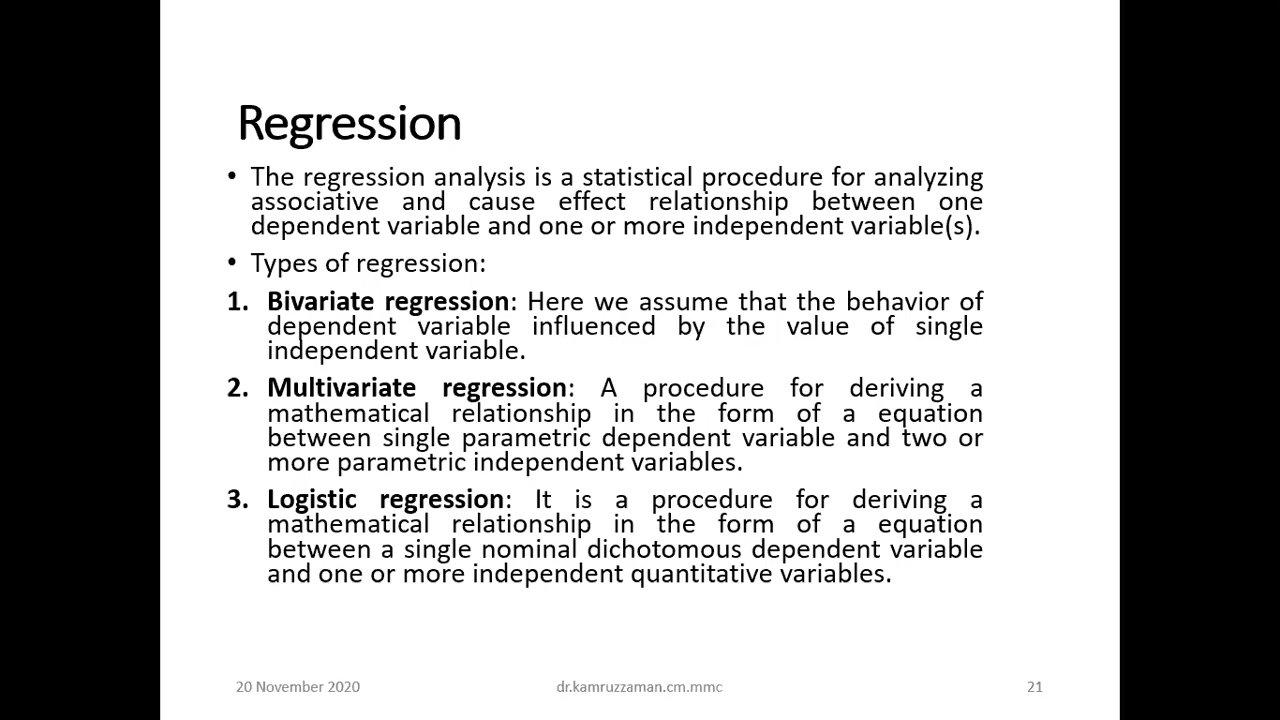 Regression
• The regression analysis is a statistical procedure for analyzing
associative and cause effect relationship between one
dependent variable and one or more independent variable(s).
• Types of regression:
1. Bivariate regression: Here we assume that the behavior of
dependent variable influenced by the value of single
independent variable.
2. Multivariate regression: A procedure for deriving a
mathematical relationship in the form of a equation
between single parametric dependent variable and two or
more parametric independent variables.
3. Logistic regression: It is a procedure for deriving a
mathematical relationship in the form of a equation
between a single nominal dichotomous dependent variable
and one or more independent quantitative variables.
20 November 2020 dr.kamruzzaman.cm.mmc 21